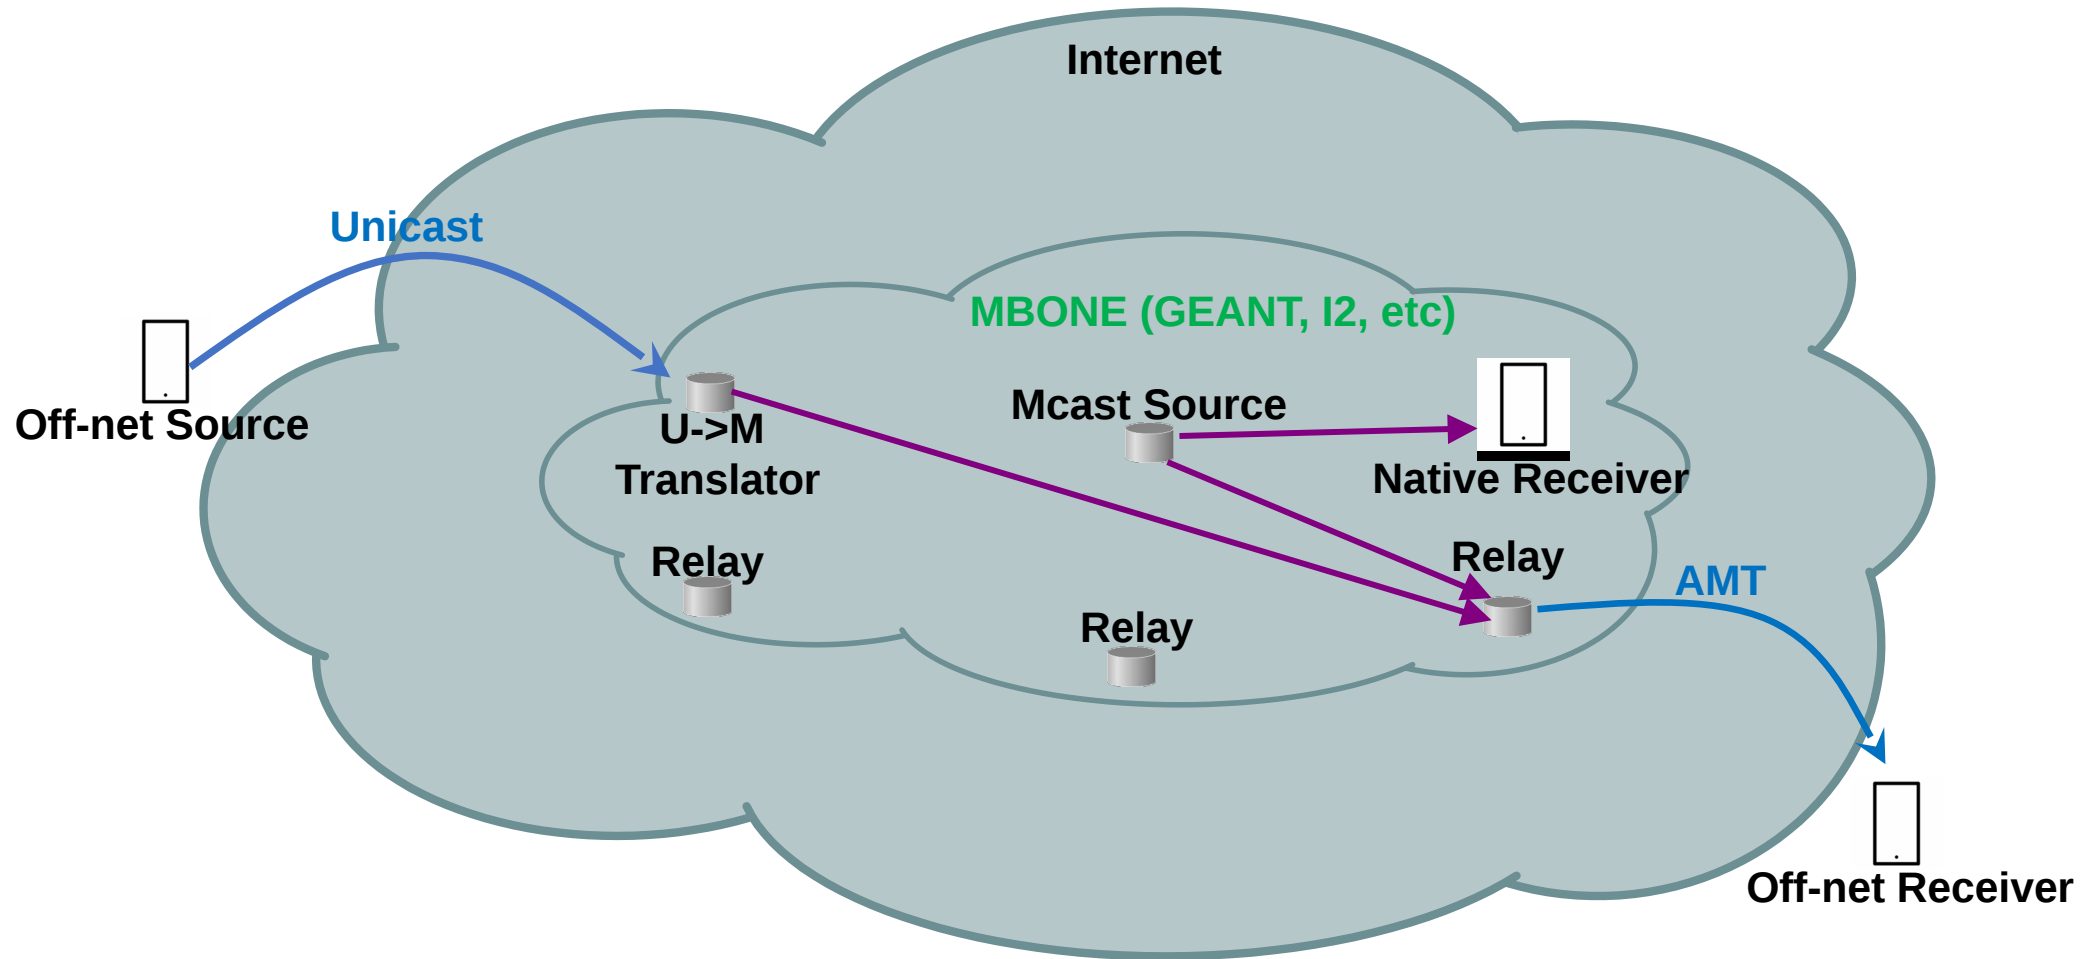 Internet
Unicast
MBONE (GEANT, I2, etc)
Mcast Source
Off-net Source
U->M
Translator
Native Receiver
Relay
Relay
AMT
Relay
Off-net Receiver